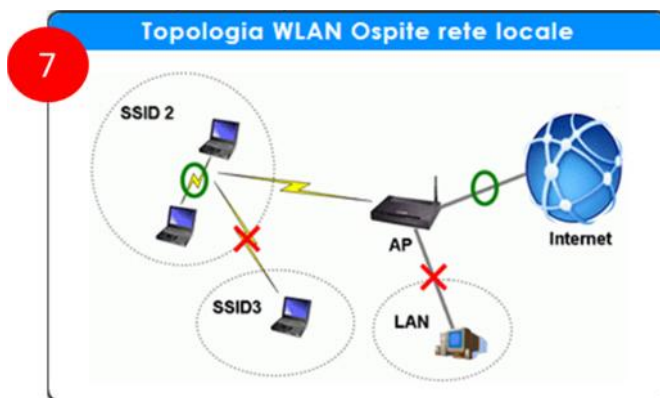 Topologia WLAN Ospite rete locale
7
SSID 2
AP
Internet
SSID3
LAN